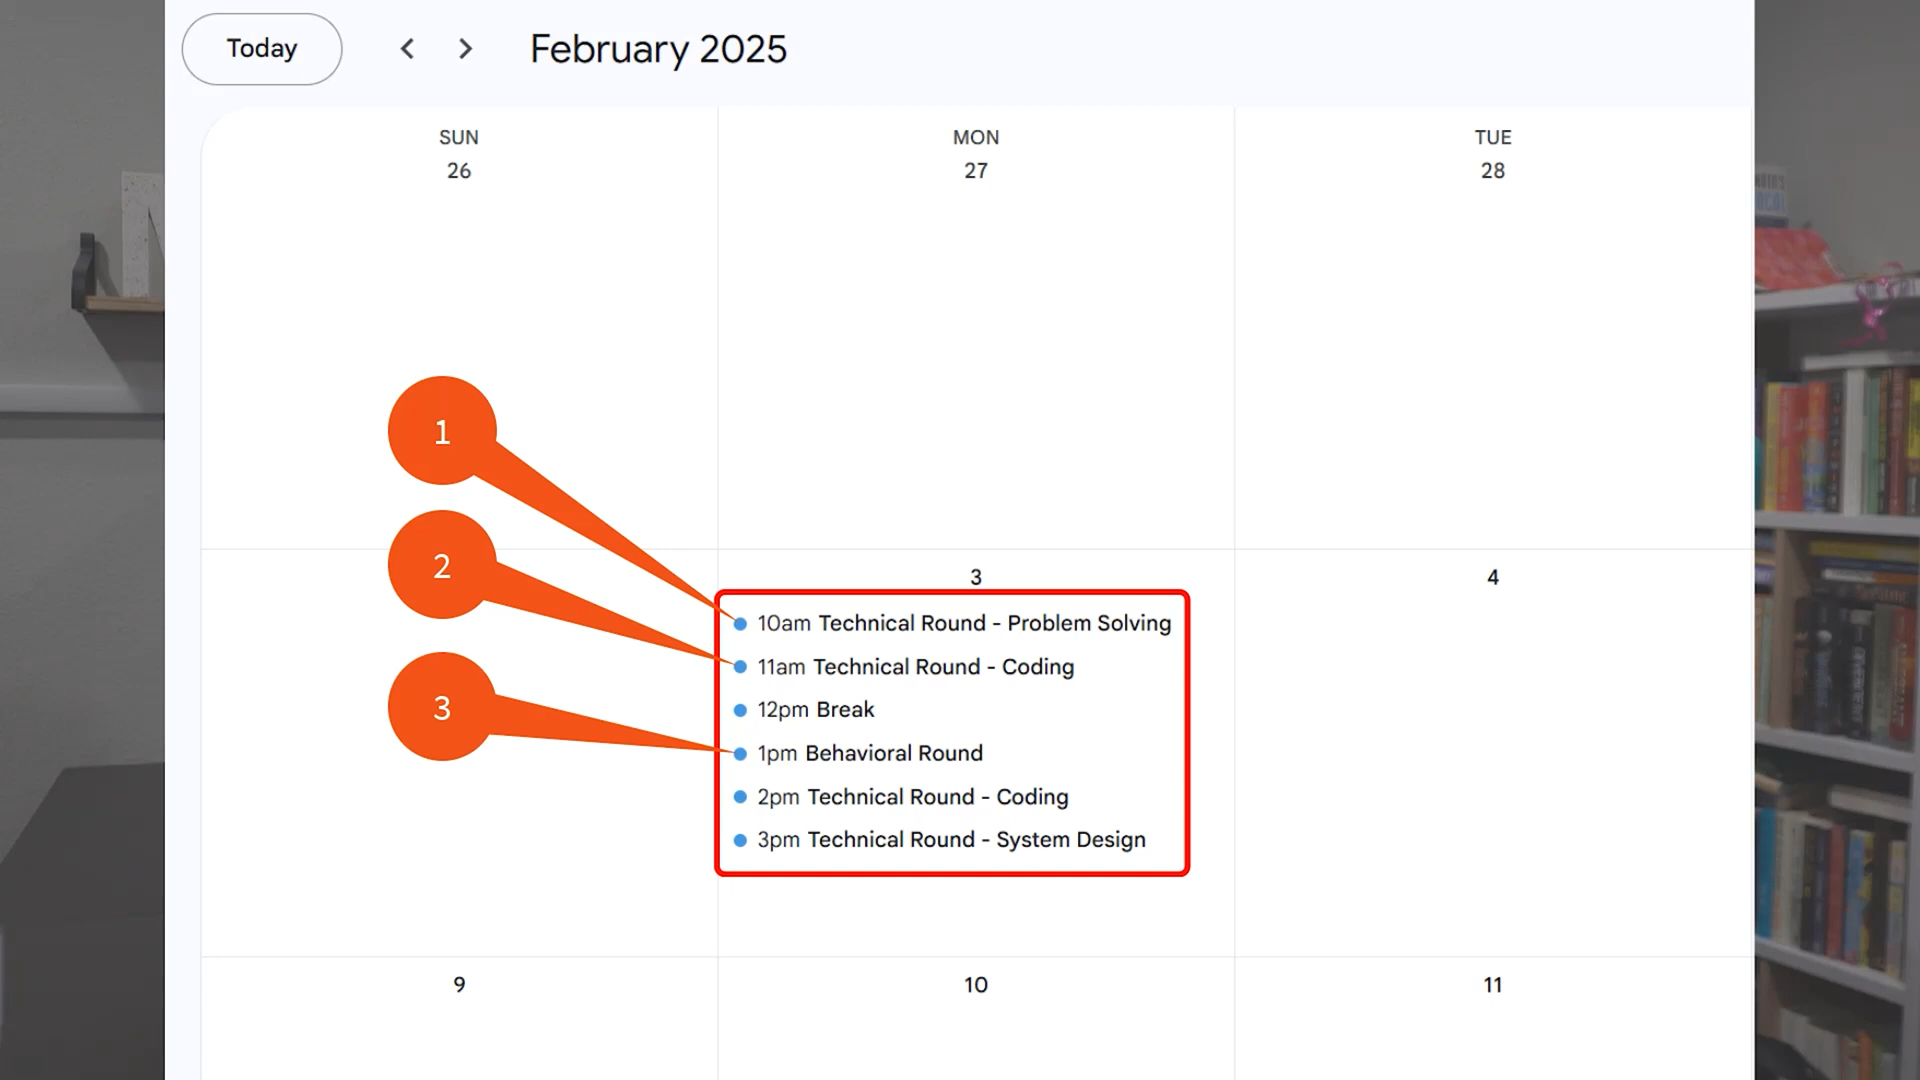 Today
February 2025
SUN
MON
TUE
26
27
28
1
2
3
3
4
10am Technical Round - Problem Solving
11am Technical Round - Coding
12pm Break
1pm Behavioral Round
2pm Technical Round - Coding
3pm Technical Round - System Design
9
10
11